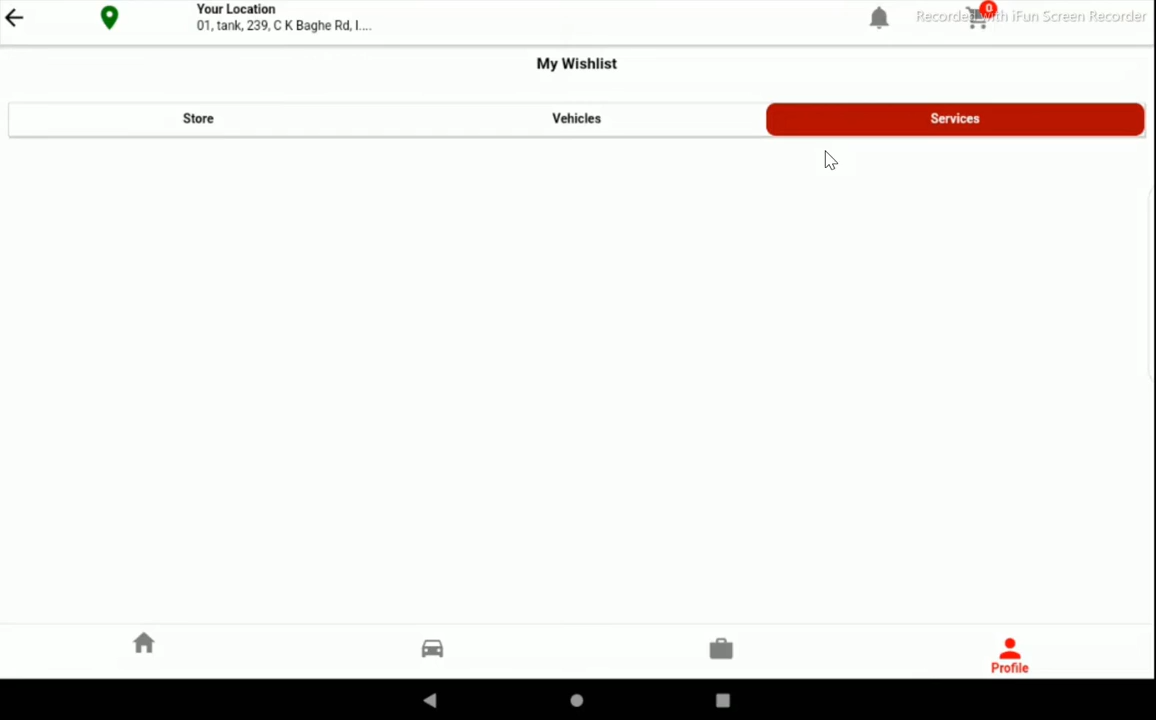 Your Location
01, tank, 239, C K Baghe Rd, I....
0
Recorded with iFun Screen Recorder
My Wishlist
Store
Vehicles
Services
Profile